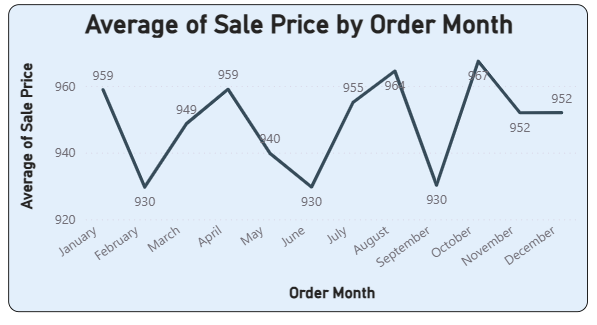 Average of Sale Price by Order Month
Average of Sale Price
960
940
920
959
930
949
959
940
930
955
964
930
967
952
952
January
February
March
April
May
June
July
August
September
October
November
December
Order Month